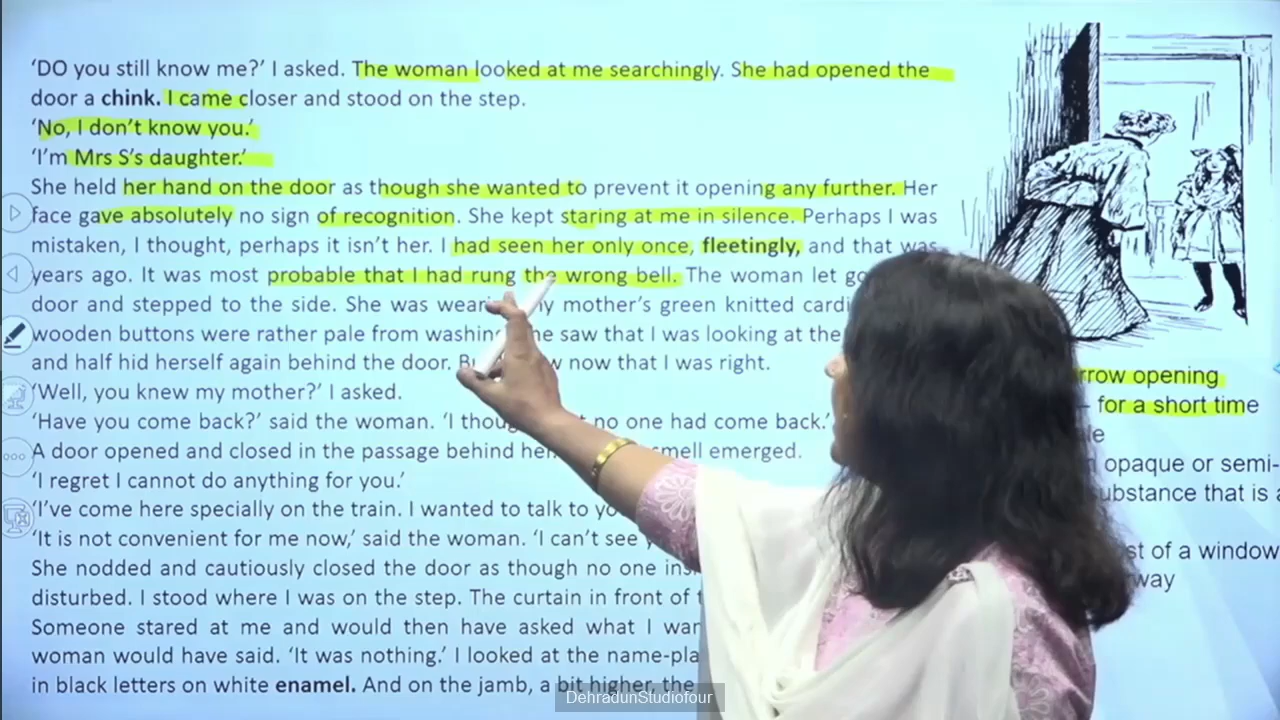 ‘DO you still know me?’ I asked. The woman looked at me searchingly. She had opened the
door a chink. I came closer and stood on the step.
‘No, I don’t know you.’
‘I’m Mrs S’s daughter.’
She held her hand on the door as though she wanted to prevent it opening any further. Her
face gave absolutely no sign of recognition. She kept staring at me in silence. Perhaps I was
mistaken, I thought, perhaps it isn’t her. I had seen her only once, fleetingly, and that was
years ago. It was most probable that I had rung the wrong bell. The woman let go
door and stepped to the side. She was mother’s green knitted
wooden buttons were rather pale from saw that I was looking at the
and half hid herself again behind the door. now that I was right.
‘Well, you knew my mother?’ I asked.
‘Have you come back?’ said the woman. ‘I no one had come back.’
A door opened and closed in the passage behind emerged.
‘I regret I cannot do anything for you.’
‘I’ve come here specially on the train. I wanted to talk to
‘It is not convenient for me now,’ said the woman. ‘I can’t see
She nodded and cautiously closed the door as though no one
disturbed. I stood where I was on the step. The curtain in front of
Someone stared at me and would then have asked what I
woman would have said. ‘It was nothing.’ I looked at the
in black letters on white enamel. And on the jamb, a bit higher, the
opening
– for a short time
opaque or semi-
substance that is
of a window
DehradunStudiofour